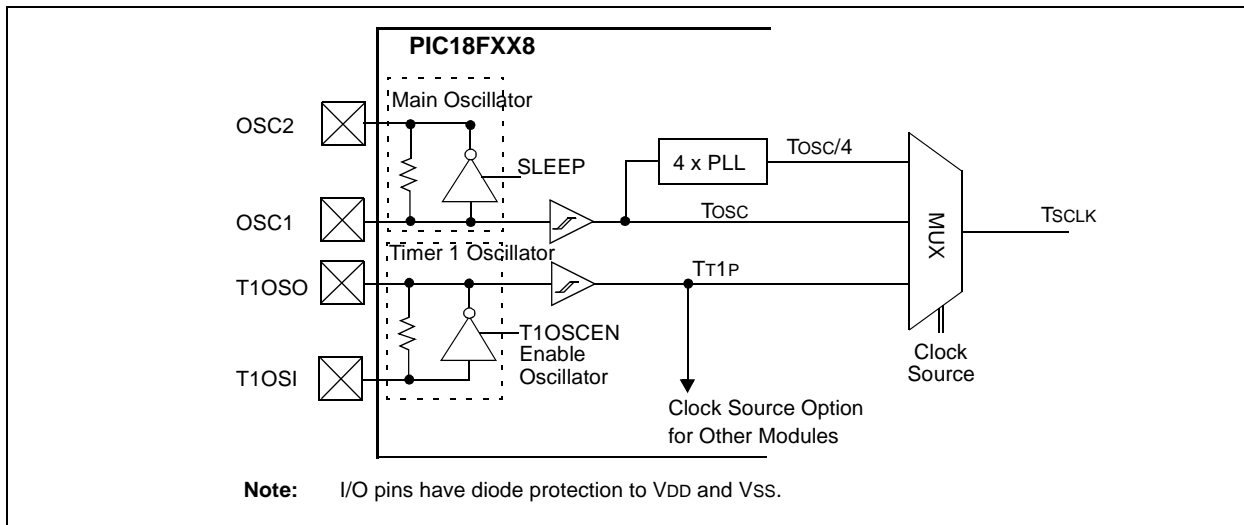 PIC18FXX8
Main Oscillator
OSC2
SLEEP
4 x PLL
TOSC/4
OSC1
TOSC
MUX
TSCLK
Timer 1 Oscillator
T1OSO
TT1P
T1OSCEN
Enable
Oscillator
T1OSI
Clock
Source
Clock Source Option
for Other Modules
Note: I/O pins have diode protection to VDD and VSS.